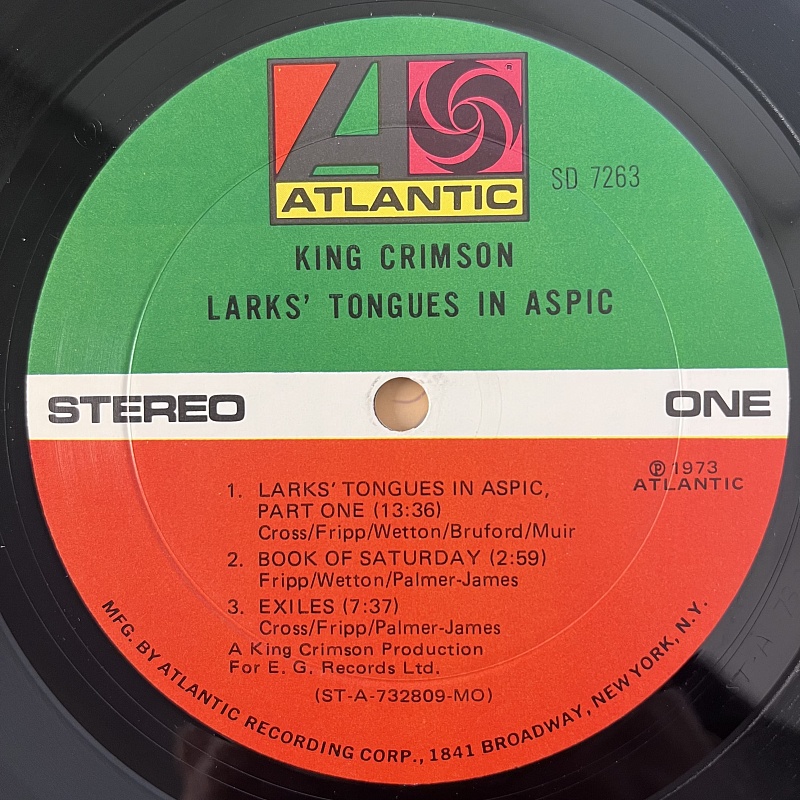 ATLANTIC
®
SD 7263
KING CRIMSON
LARKS' TONGUES IN ASPIC
STEREO
ONE
℗ 1973
ATLANTIC
1. LARKS' TONGUES IN ASPIC,
PART ONE (13:36)
Cross/Fripp/Wetton/Bruford/Muir
2. BOOK OF SATURDAY (2:59)
Fripp/Wetton/Palmer-James
3. EXILES (7:37)
Cross/Fripp/Palmer-James
A King Crimson Production
For E. G. Records Ltd.
(ST-A-732809-MO)
MFG. BY ATLANTIC RECORDING CORP., 1841 BROADWAY, NEW YORK, N.Y.